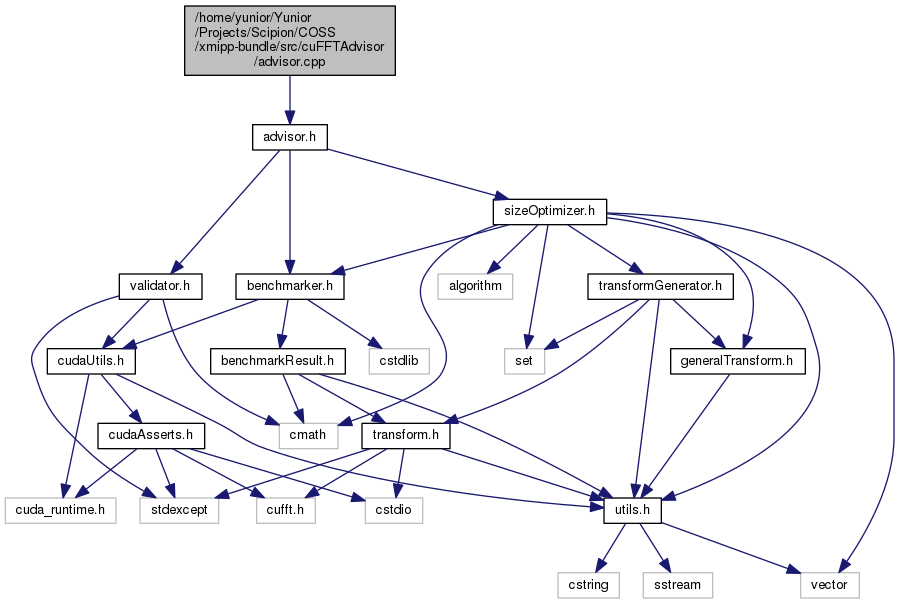 /home/yunior/Yunior
/Projects/Scipion/COSS
/xmipp-bundle/src/cuFFTAdvisor
/advisor.cpp
advisor.h
sizeOptimizer.h
validator.h
benchmarker.h
algorithm
transformGenerator.h
cudaUtils.h
benchmarkResult.h
cstdlib
set
generalTransform.h
cudaAsserts.h
cmath
transform.h
cuda_runtime.h
stdexcept
cufft.h
cstdio
utils.h
cstring
sstream
vector